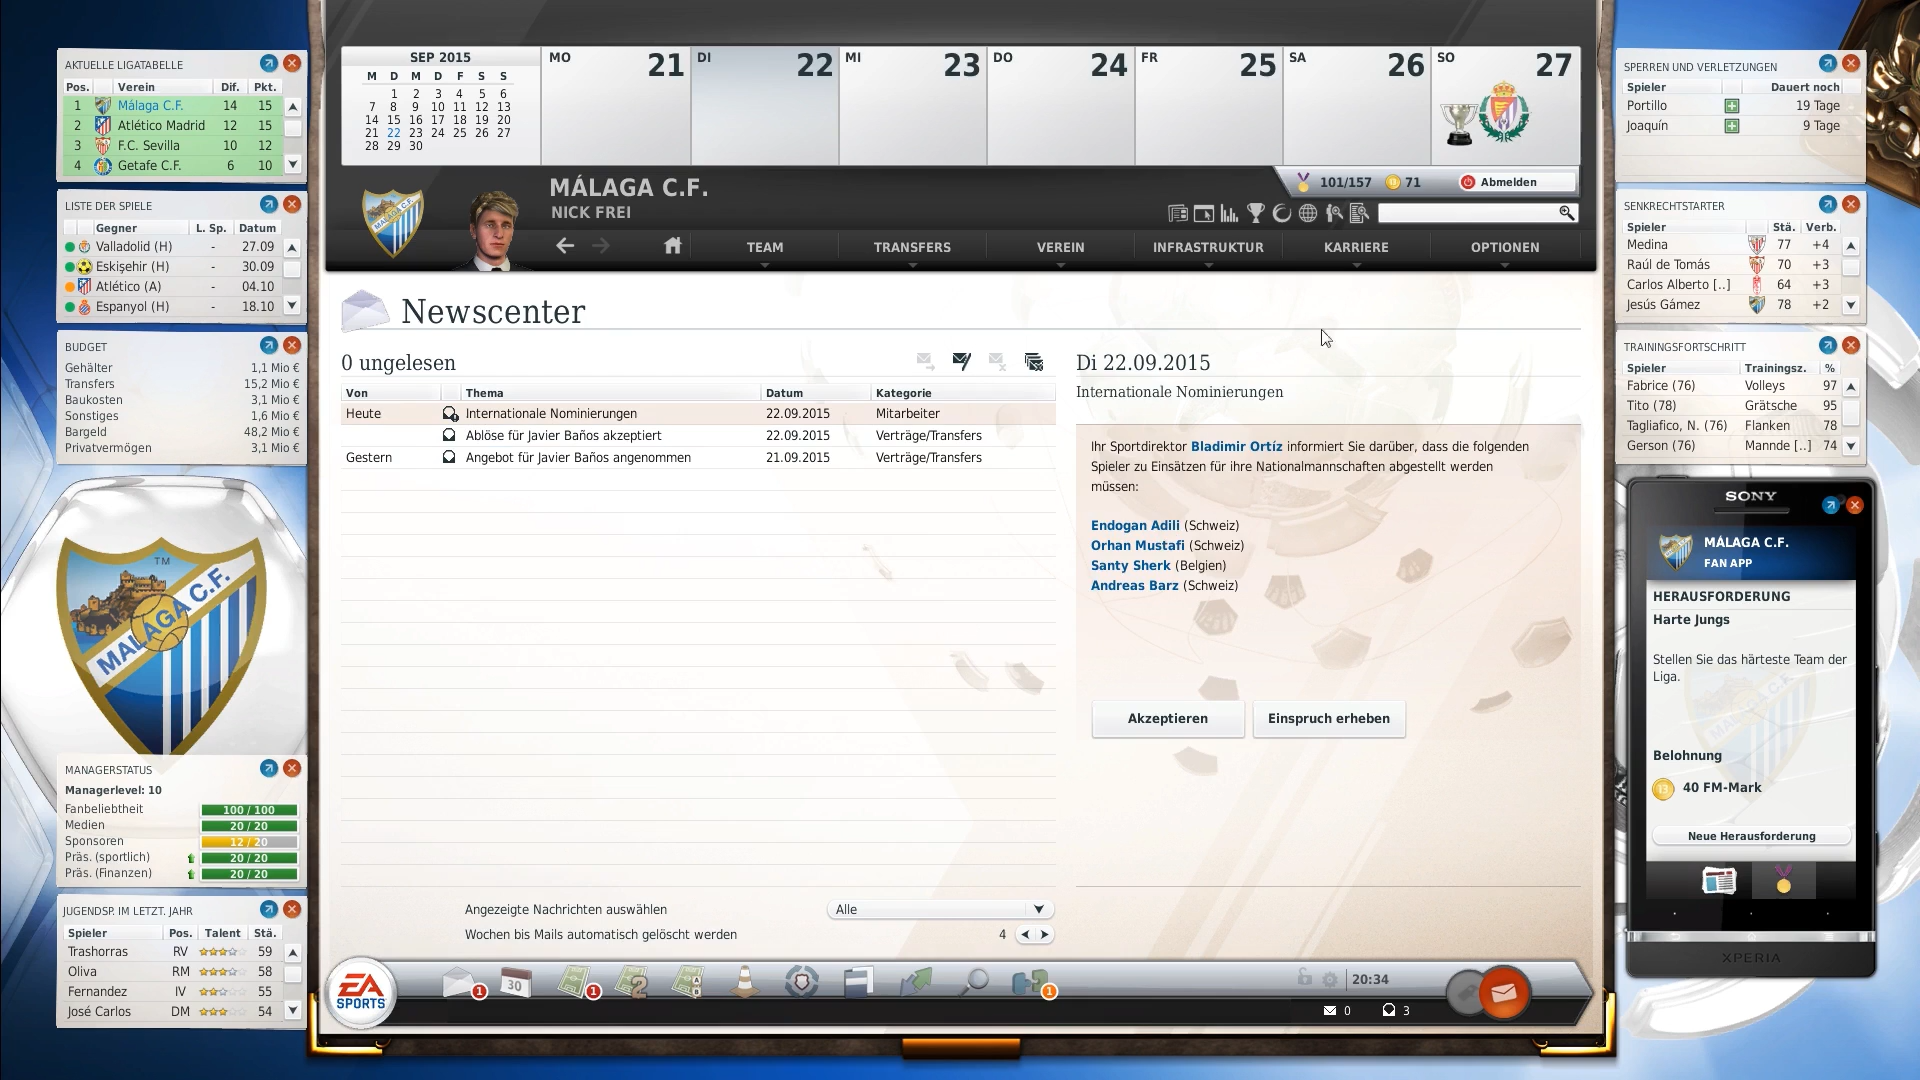 AKTUELLE LIGATABELLE
Pos. Verein Dif. Pkt.
1 Málaga C.F. 14 15
2 Atlético Madrid 12 15
3 F.C. Sevilla 10 12
4 Getafe C.F. 6 10
LISTE DER SPIELE
Gegner L. Sp. Datum
Valladolid (H) - 27.09
Eskişehir (H) - 30.09
Atlético (A) - 04.10
Espanyol (H) - 18.10
BUDGET
Gehälter 1,1 Mio €
Transfers 15,2 Mio €
Baukosten 3,1 Mio €
Sonstiges 1,6 Mio €
Bargeld 48,2 Mio €
Privatvermögen 3,1 Mio €
TM
MALAGA C.F.
MANAGERSTATUS
Managerlevel: 10
Fanbeliebtheit 100 / 100
Medien 20 / 20
Sponsoren 12 / 20
Präs. (sportlich) 20 / 20
Präs. (Finanzen) 20 / 20
JUGENDSP. IM LETZT. JAHR
Spieler Pos. Talent Stä.
Trashorras RV 59
Oliva RM 58
Fernandez IV 55
José Carlos DM 54
SEP 2015
M D M D F S S
1 2 3 4 5 6
7 8 9 10 11 12 13
14 15 16 17 18 19 20
21 22 23 24 25 26 27
28 29 30
MO 21
DI 22
MI 23
DO 24
FR 25
SA 26
SO 27
MÁLAGA C.F.
NICK FREI
101/157 71 Abmelden
TEAM TRANSFERS VEREIN INFRASTRUKTUR KARRIERE OPTIONEN
Newscenter
0 ungelesen
Von Thema Datum Kategorie
Heute Internationale Nominierungen 22.09.2015 Mitarbeiter
Ablöse für Javier Baños akzeptiert 22.09.2015 Verträge/Transfers
Gestern Angebot für Javier Baños angenommen 21.09.2015 Verträge/Transfers
Angezeigte Nachrichten auswählen Alle
Wochen bis Mails automatisch gelöscht werden 4
Di 22.09.2015
Internationale Nominierungen
Ihr Sportdirektor Bladimir Ortíz informiert Sie darüber, dass die folgenden
Spieler zu Einsätzen für ihre Nationalmannschaften abgestellt werden
müssen:
Endogan Adili (Schweiz)
Orhan Mustafi (Schweiz)
Santy Sherk (Belgien)
Andreas Barz (Schweiz)
Akzeptieren Einspruch erheben
EA
SPORTS
1 30 1 2 1
20:34
0 3
SPERREN UND VERLETZUNGEN
Spieler Dauert noch
Portillo 19 Tage
Joaquín 9 Tage
SENKRECHTSTARTER
Spieler Stä. Verb.
Medina 77 +4
Raúl de Tomás 70 +3
Carlos Alberto [..] 64 +3
Jesús Gámez 78 +2
TRAININGSFORTSCHRITT
Spieler Trainingsz. %
Fabrice (76) Volleys 97
Tito (78) Grätsche 95
Tagliafico, N. (76) Flanken 78
Gerson (76) Mannde [..] 74
SONY
MÁLAGA C.F.
FAN APP
HERAUSFORDERUNG
Harte Jungs
Stellen Sie das härteste Team der
Liga.
Belohnung
13 40 FM-Mark
Neue Herausforderung
XPERIA